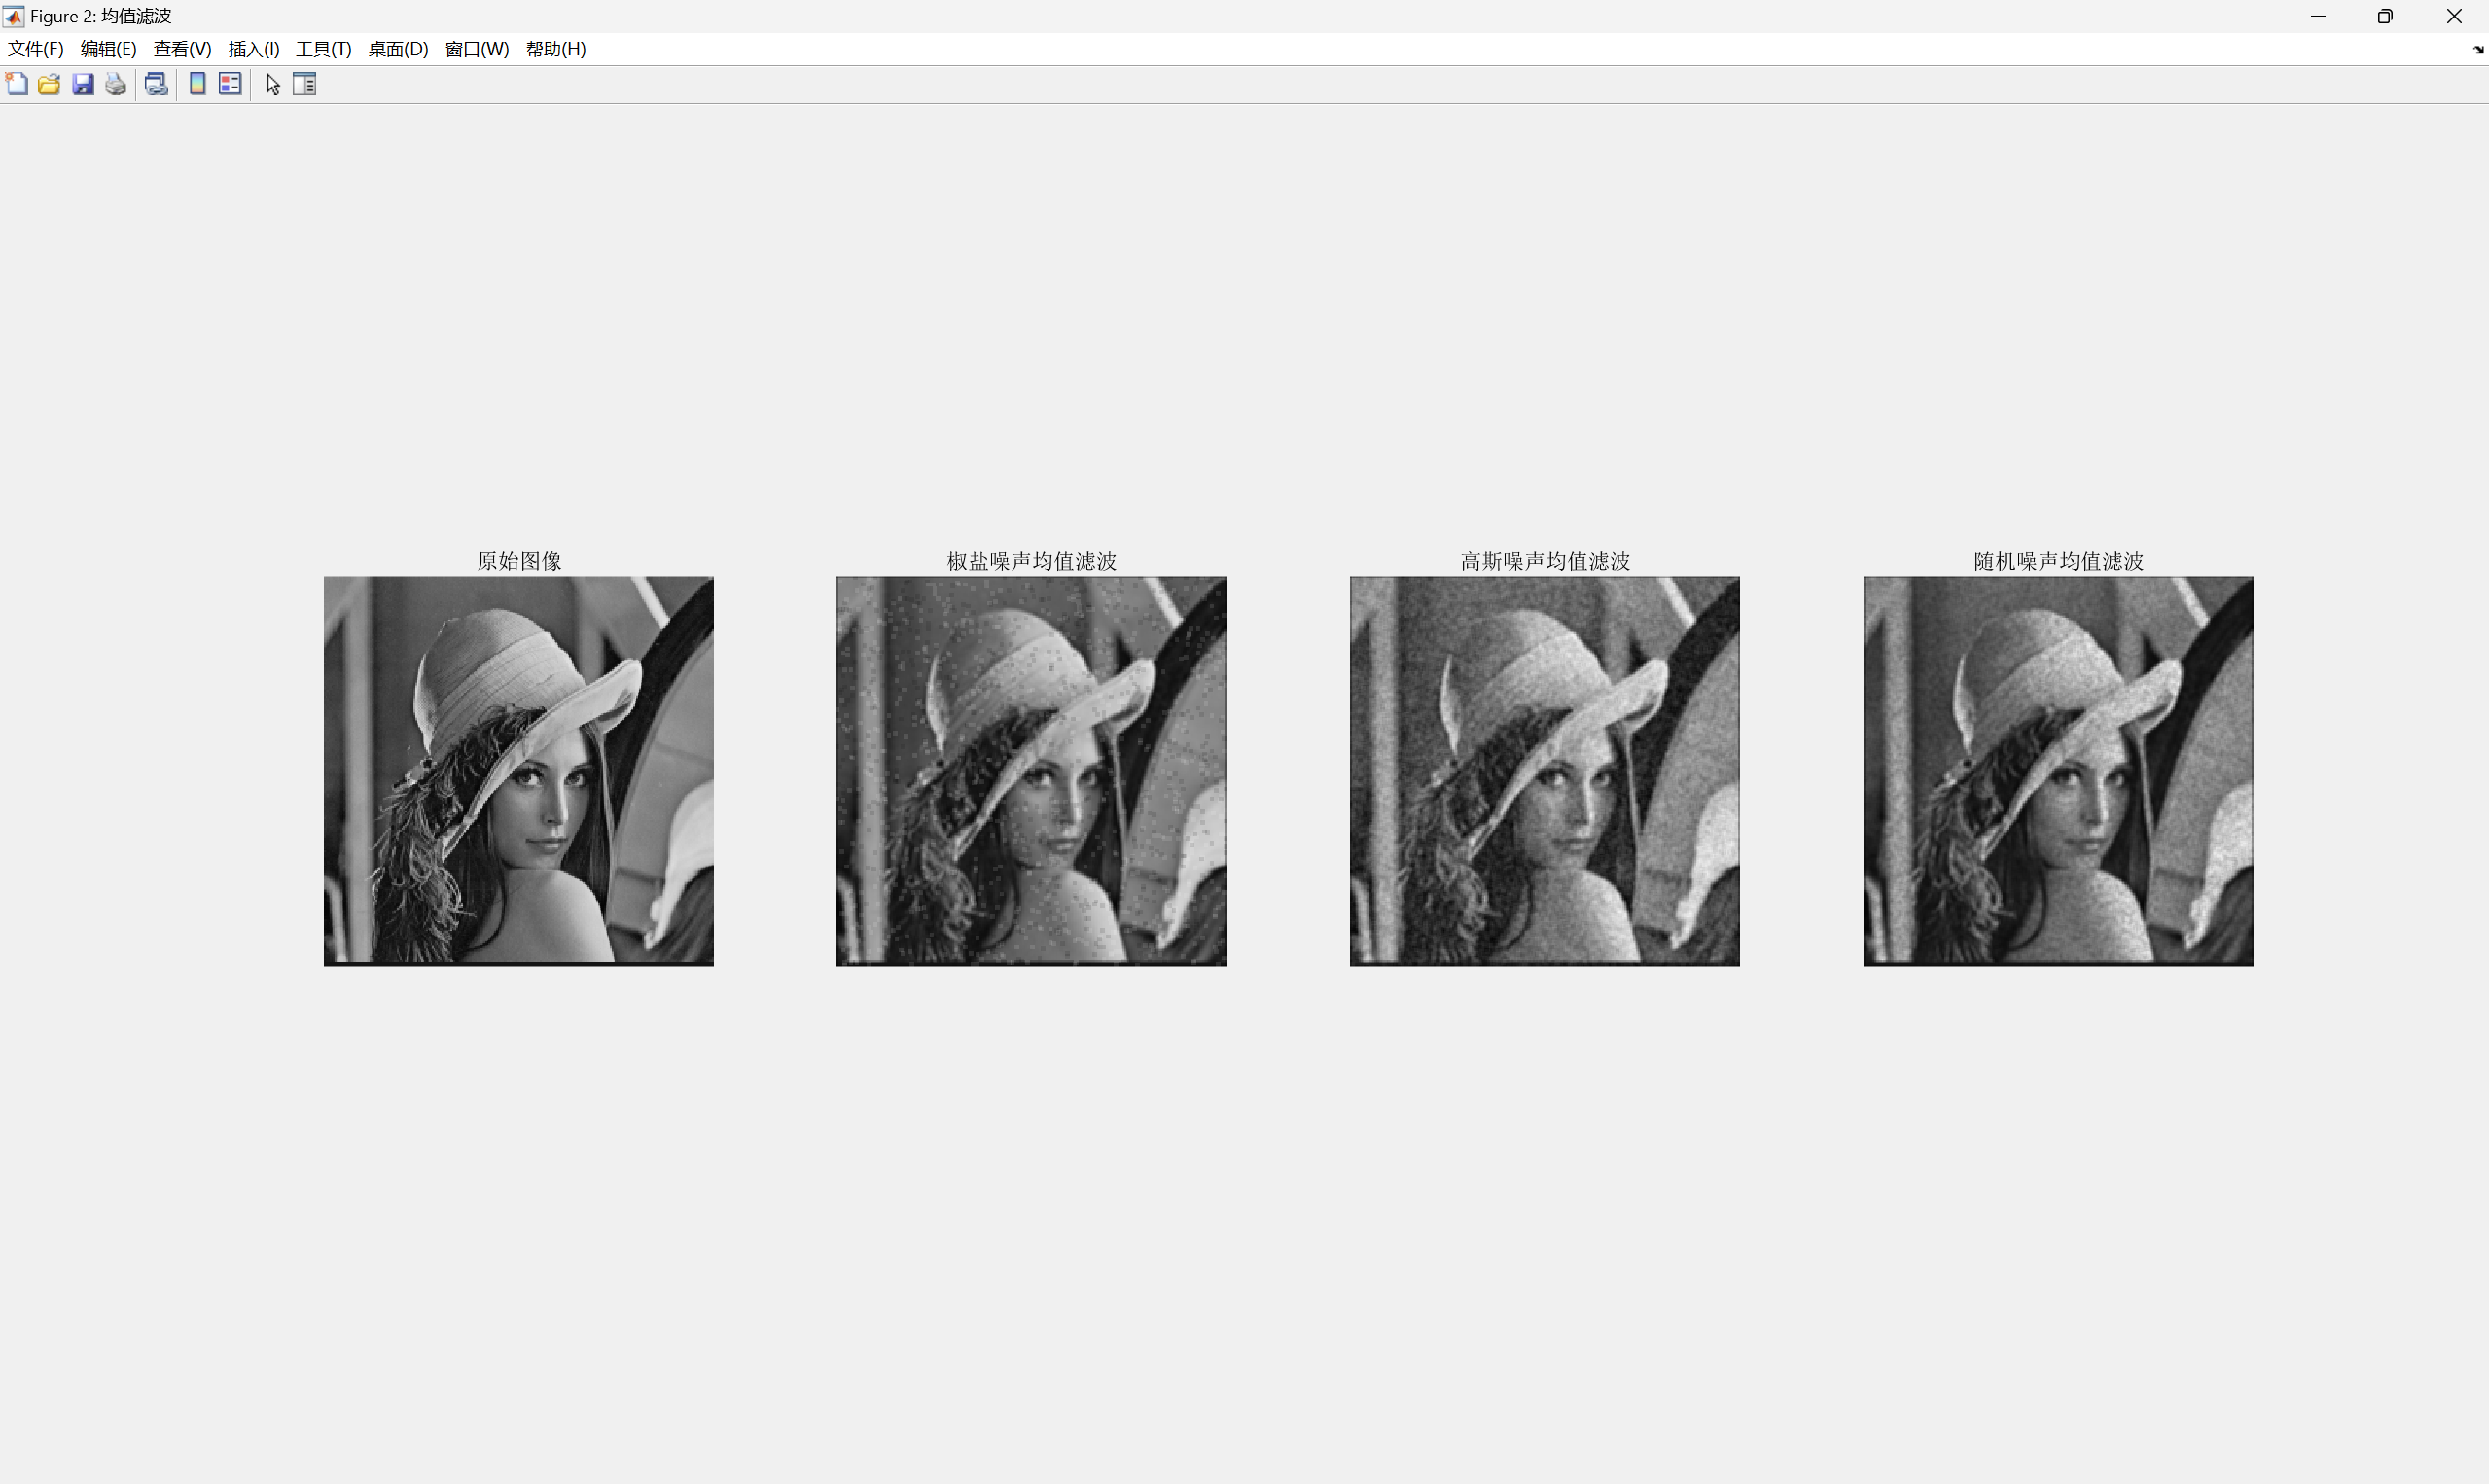 Figure 2: 均值滤波
文件(F) 编辑(E) 查看(V) 插入(I) 工具(T) 桌面(D) 窗口(W) 帮助(H)
原始图像 椒盐噪声均值滤波 高斯噪声均值滤波 随机噪声均值滤波